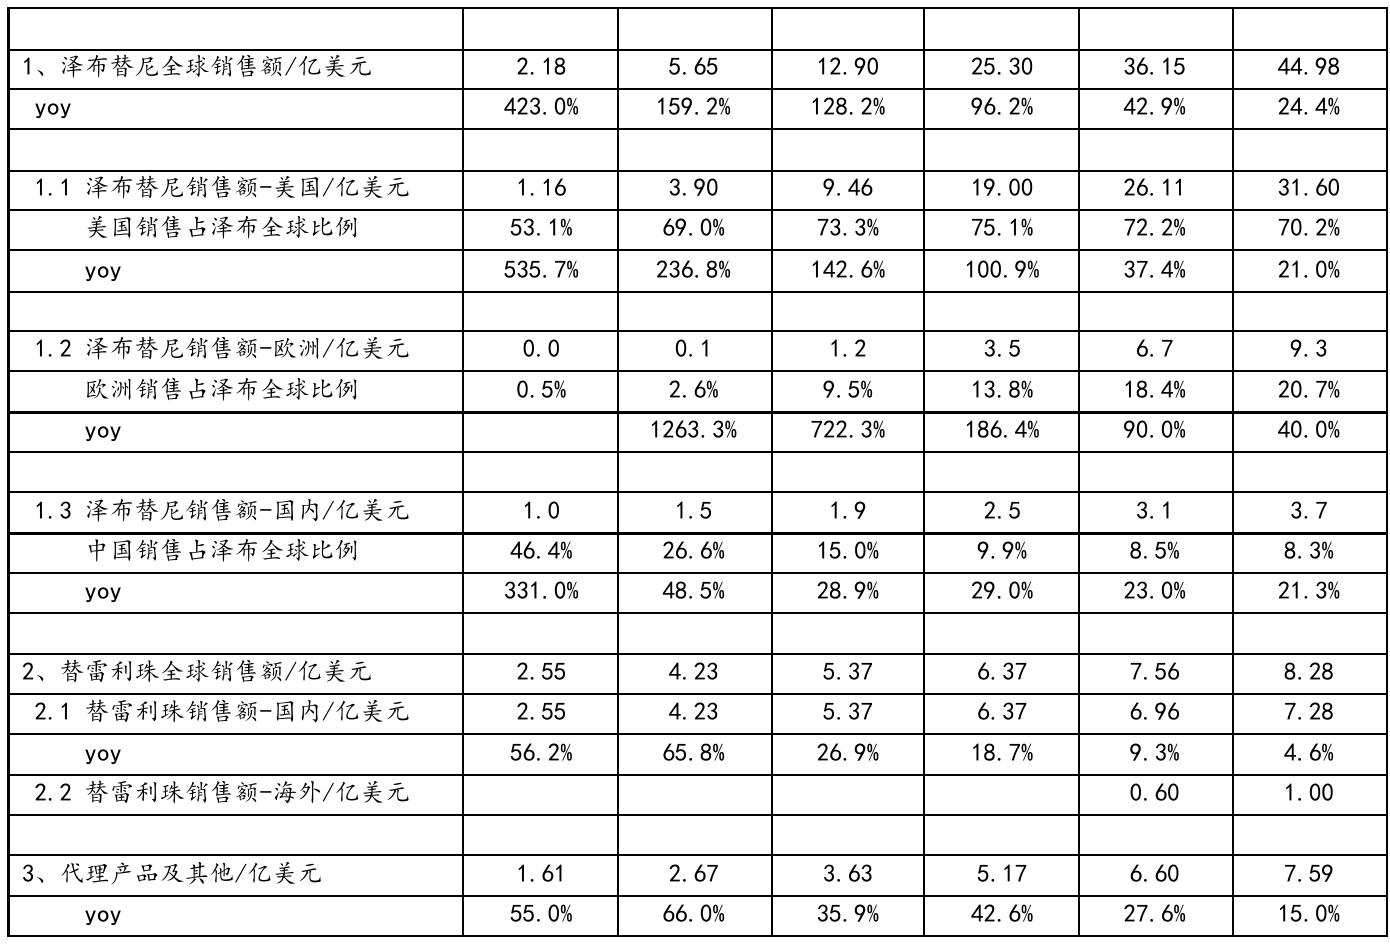 1、泽布替尼全球销售额/亿美元 2.18 5.65 12.90 25.30 36.15 44.98
yoy 423.0% 159.2% 128.2% 96.2% 42.9% 24.4%
1.1 泽布替尼销售额-美国/亿美元 1.16 3.90 9.46 19.00 26.11 31.60
美国销售占泽布全球比例 53.1% 69.0% 73.3% 75.1% 72.2% 70.2%
yoy 535.7% 236.8% 142.6% 100.9% 37.4% 21.0%
1.2 泽布替尼销售额-欧洲/亿美元 0.0 0.1 1.2 3.5 6.7 9.3
欧洲销售占泽布全球比例 0.5% 2.6% 9.5% 13.8% 18.4% 20.7%
yoy 1263.3% 722.3% 186.4% 90.0% 40.0%
1.3 泽布替尼销售额-国内/亿美元 1.0 1.5 1.9 2.5 3.1 3.7
中国销售占泽布全球比例 46.4% 26.6% 15.0% 9.9% 8.5% 8.3%
yoy 331.0% 48.5% 28.9% 29.0% 23.0% 21.3%
2、替雷利珠全球销售额/亿美元 2.55 4.23 5.37 6.37 7.56 8.28
2.1 替雷利珠销售额-国内/亿美元 2.55 4.23 5.37 6.37 6.96 7.28
yoy 56.2% 65.8% 26.9% 18.7% 9.3% 4.6%
2.2 替雷利珠销售额-海外/亿美元 0.60 1.00
3、代理产品及其他/亿美元 1.61 2.67 3.63 5.17 6.60 7.59
yoy 55.0% 66.0% 35.9% 42.6% 27.6% 15.0%